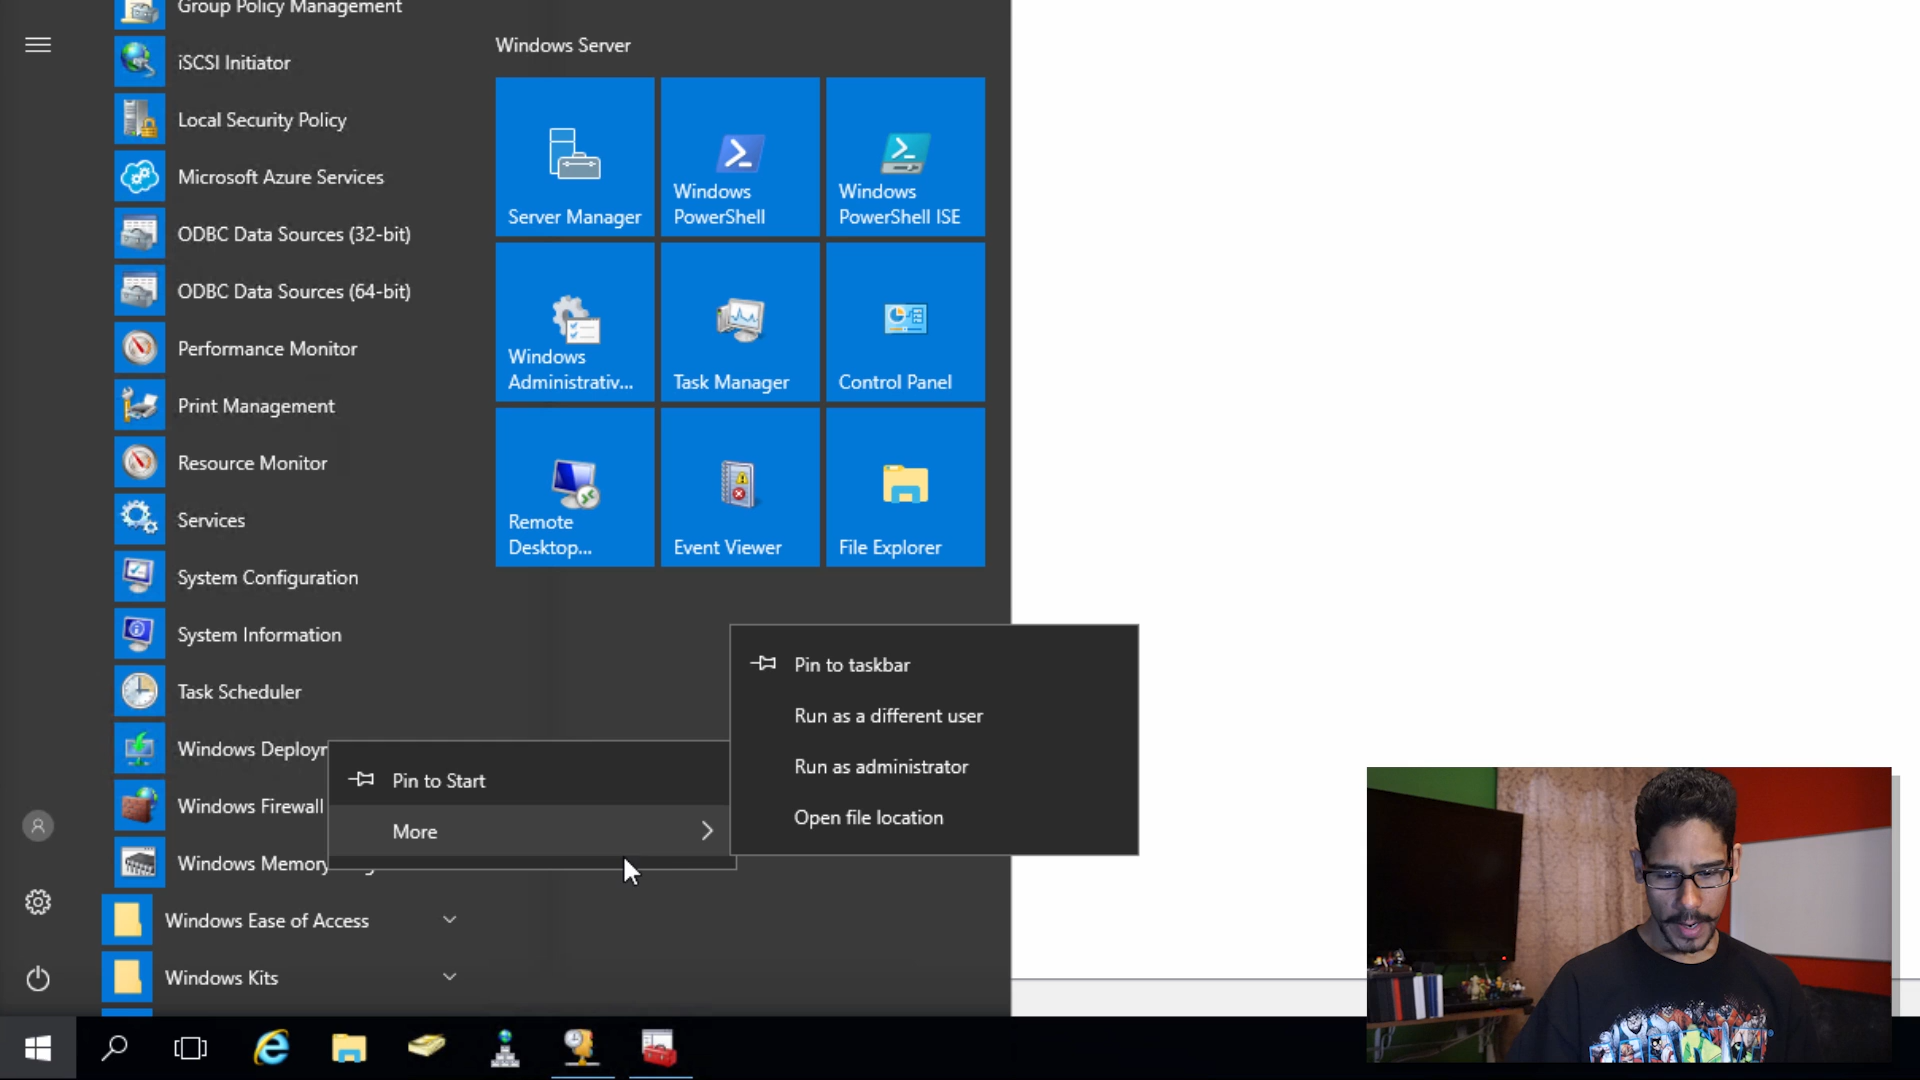 Group Policy Management
iSCSI Initiator
Local Security Policy
Microsoft Azure Services
ODBC Data Sources (32-bit)
ODBC Data Sources (64-bit)
Performance Monitor
Print Management
Resource Monitor
Services
System Configuration
System Information
Task Scheduler
Windows Deployn
Windows Firewall
Windows Memory
Windows Ease of Access
Windows Kits
Windows Server
Server Manager
Windows
PowerShell
Windows
PowerShell ISE
Windows
Administrativ...
Task Manager
Control Panel
Remote
Desktop...
Event Viewer
File Explorer
Pin to Start
More
Pin to taskbar
Run as a different user
Run as administrator
Open file location